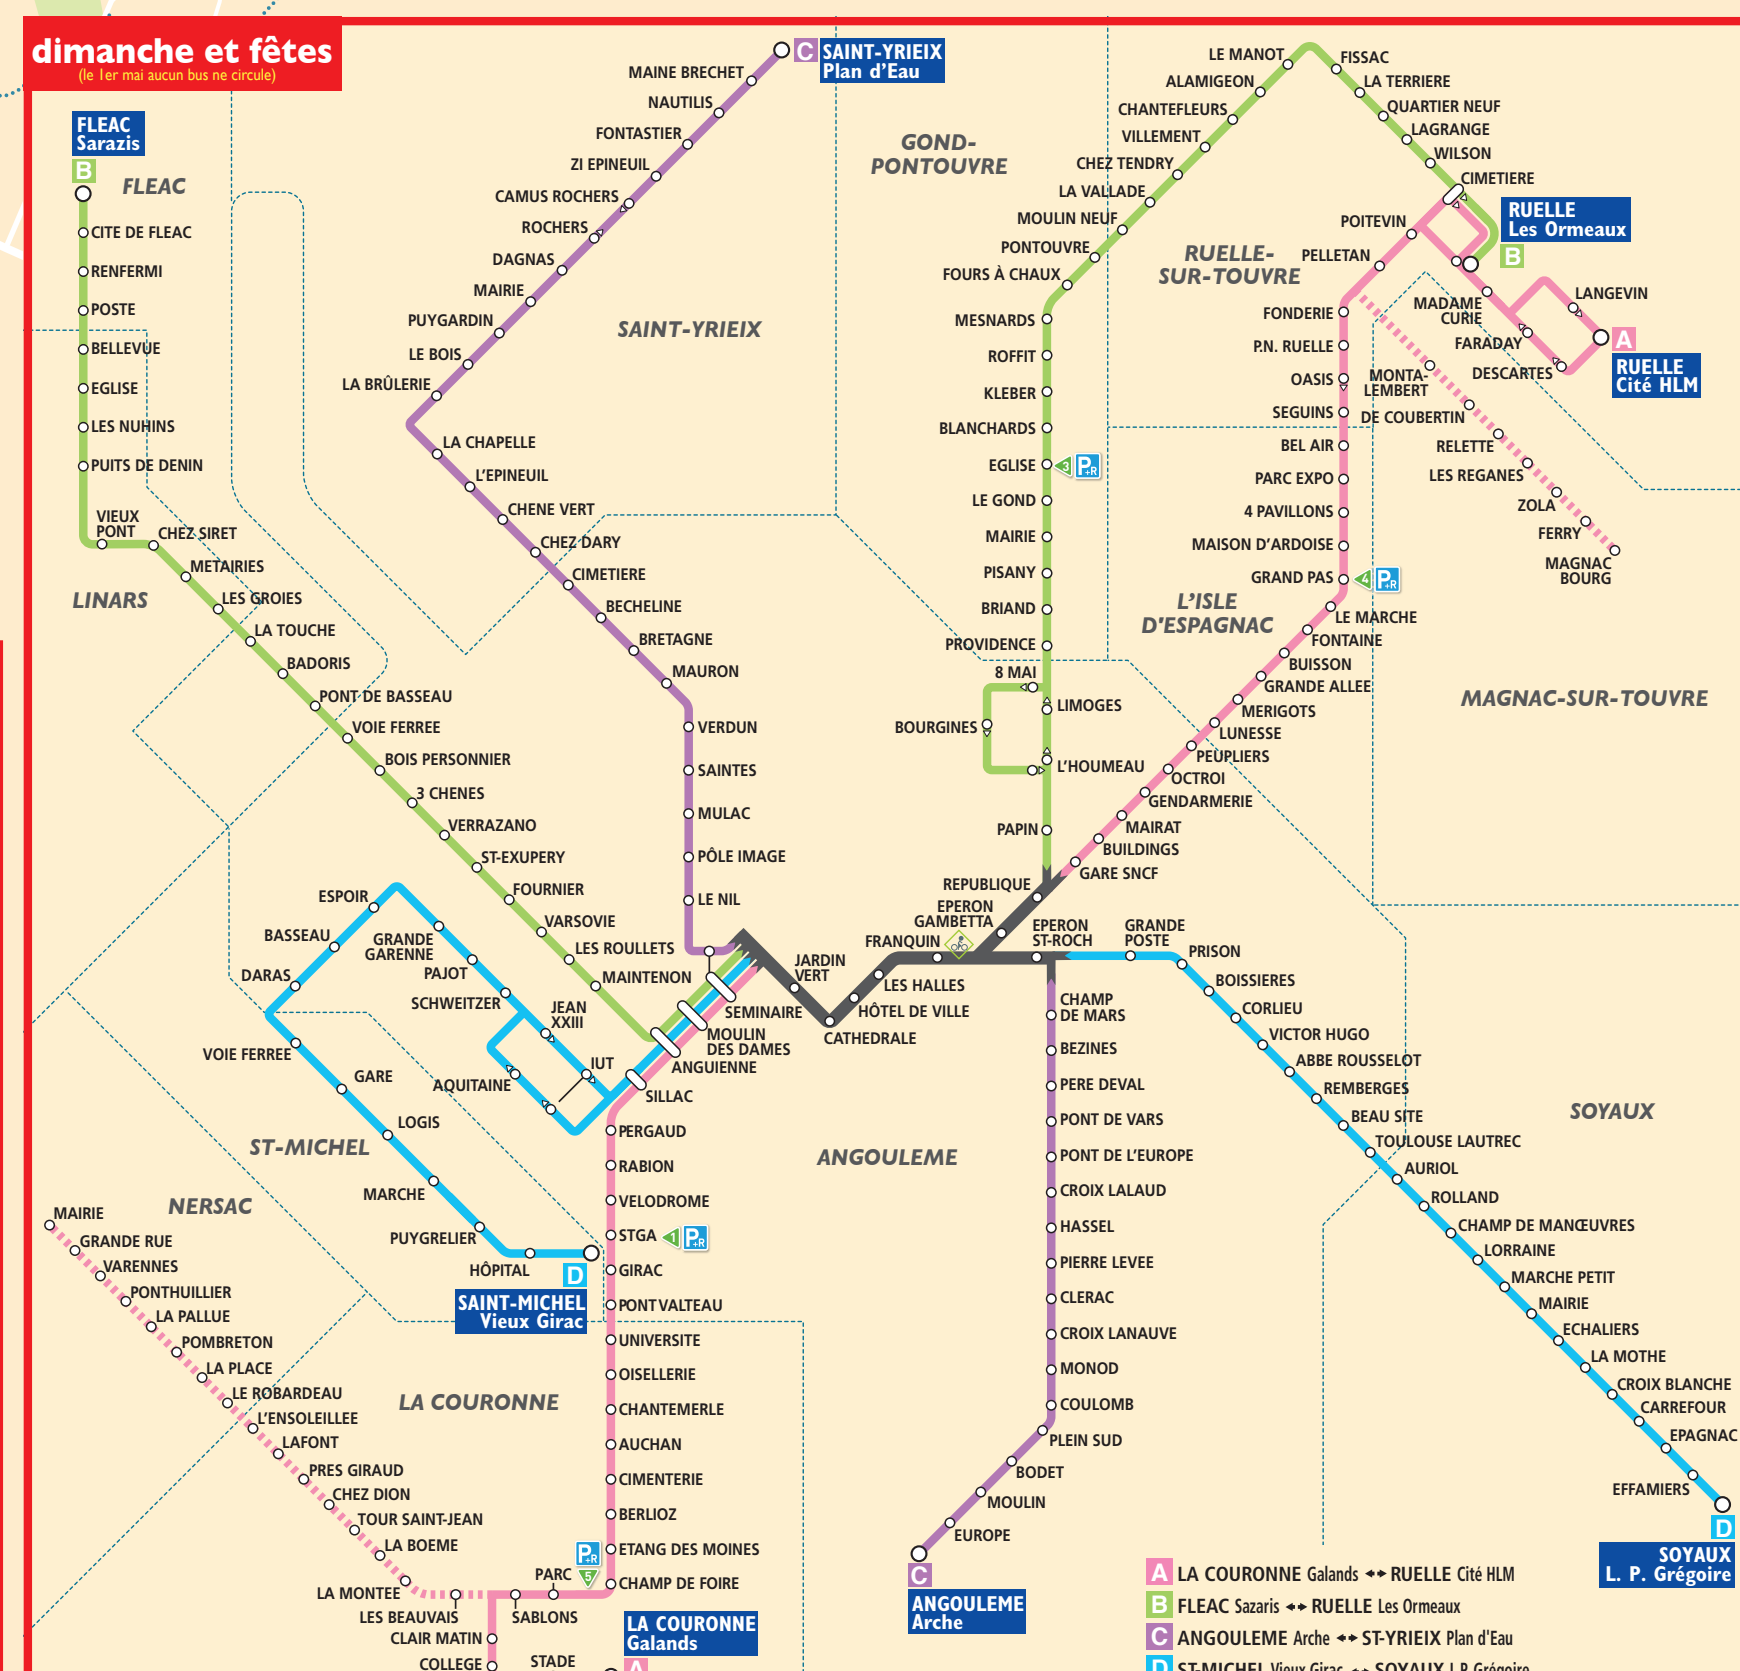 dimanche et fêtes
(le 1er mai aucun bus ne circule)
FLEAC
Sarazis
B
FLEAC
CITE DE FLEAC
RENFERMI
POSTE
BELLEVUE
EGLISE
LES NUHINS
PUITS DE DENIN
VIEUX
PONT
CHEZ SIRET
METAIRIES
LES GROIES
LA TOUCHE
BADORIS
PONT DE BASSEAU
VOIE FERREE
BOIS PERSONNIER
3 CHENES
VERRAZANO
ST-EXUPERY
FOURNIER
VARSOVIE
LES ROULLETS
MAINTENON
LINARS
C
SAINT-YRIEIX
Plan d'Eau
MAINE BRECHET
NAUTILIS
FONTASTIER
ZI EPINEUIL
CAMUS ROCHERS
ROCHERS
DAGNAS
MAIRIE
PUYGARDIN
LE BOIS
LA BRÛLERIE
LA CHAPELLE
L'EPINEUIL
CHENE VERT
CHEZ DARY
CIMETIERE
BECHELINE
BRETAGNE
MAURON
VERDUN
SAINTES
MULAC
PÔLE IMAGE
LE NIL
SAINT-YRIEIX
GOND-
PONTOUVRE
LE MANOT
ALAMIGEON
CHANTEFLEURS
VILLEMENT
CHEZ TENDRY
LA VALLADE
MOULIN NEUF
PONTOUVRE
FOURS À CHAUX
MESNARDS
ROFFIT
KLEBER
BLANCHARDS
EGLISE
3
P+R
LE GOND
MAIRIE
PISANY
BRIAND
PROVIDENCE
8 MAI
LIMOGES
BOURGINES
L'HOUMEAU
PAPIN
FISSAC
LA TERRIERE
QUARTIER NEUF
LAGRANGE
WILSON
CIMETIERE
RUELLE
Les Ormeaux
B
POITEVIN
PELLETAN
RUELLE-
SUR-TOUVRE
FONDERIE
P.N. RUELLE
OASIS
SEGUINS
BEL AIR
PARC EXPO
4 PAVILLONS
MAISON D'ARDOISE
GRAND PAS
4
P+R
MADAME
CURIE
LANGEVIN
FARADAY
DESCARTES
A
RUELLE
Cité HLM
MONTA-
LEMBERT
DE COUBERTIN
RELETTE
LES REGANES
ZOLA
FERRY
MAGNAC
BOURG
L'ISLE
D'ESPAGNAC
MAGNAC-SUR-TOUVRE
LE MARCHE
FONTAINE
BUISSON
GRANDE ALLEE
MERIGOTS
LUNESSE
PEUPLIERS
OCTROI
GENDARMERIE
MAIRAT
BUILDINGS
GARE SNCF
REPUBLIQUE
EPERON
GAMBETTA
FRANQUIN
EPERON
ST-ROCH
GRANDE
POSTE
PRISON
BOISSIERES
CORLIEU
VICTOR HUGO
ABBE ROUSSELOT
REMBERGES
BEAU SITE
TOULOUSE LAUTREC
AURIOL
ROLLAND
CHAMP DE MANŒUVRES
LORRAINE
MARCHE PETIT
MAIRIE
ECHALIERS
LA MOTHE
CROIX BLANCHE
CARREFOUR
EPAGNAC
EFFAMIERS
D
SOYAUX
L. P. Grégoire
SOYAUX
JARDIN
VERT
LES HALLES
HÔTEL DE VILLE
CATHEDRALE
SEMINAIRE
MOULIN
DES DAMES
ANGUIENNE
SILLAC
ESPOIR
BASSEAU
DARAS
GRANDE
GARENNE
PAJOT
SCHWEITZER
JEAN
XXIII
IUT
AQUITAINE
VOIE FERREE
GARE
LOGIS
MARCHE
PUYGRELIER
HÔPITAL
D
SAINT-MICHEL
Vieux Girac
ST-MICHEL
ANGOULEME
CHAMP
DE MARS
BEZINES
PERE DEVAL
PONT DE VARS
PONT DE L'EUROPE
CROIX LALAUD
HASSEL
PIERRE LEVEE
CLERAC
CROIX LANAUVE
MONOD
COULOMB
PLEIN SUD
BODET
MOULIN
EUROPE
C
ANGOULEME
Arche
PERGAUD
RABION
VELODROME
STGA
1
P+R
GIRAC
PONT VALTEAU
UNIVERSITE
OISELLERIE
CHANTEMERLE
AUCHAN
CIMENTERIE
BERLIOZ
ETANG DES MOINES
CHAMP DE FOIRE
P+R
5
PARC
SABLONS
NERSAC
MAIRIE
GRANDE RUE
VARENNES
PONTHUILLIER
LA PALLUE
POMBRETON
LA PLACE
LE ROBARDEAU
L'ENSOLEILLEE
LAFONT
PRES GIRAUD
CHEZ DION
TOUR SAINT-JEAN
LA BOEME
LA MONTEE
LES BEAUVAIS
CLAIR MATIN
COLLEGE
STADE
LA COURONNE
LA COURONNE
Galands
A
A LA COURONNE Galands ↔ RUELLE Cité HLM
B FLEAC Sazaris ↔ RUELLE Les Ormeaux
C ANGOULEME Arche ↔ ST-YRIEIX Plan d'Eau
D ST-MICHEL Vieux Girac ↔ SOYAUX L.P. Grégoire